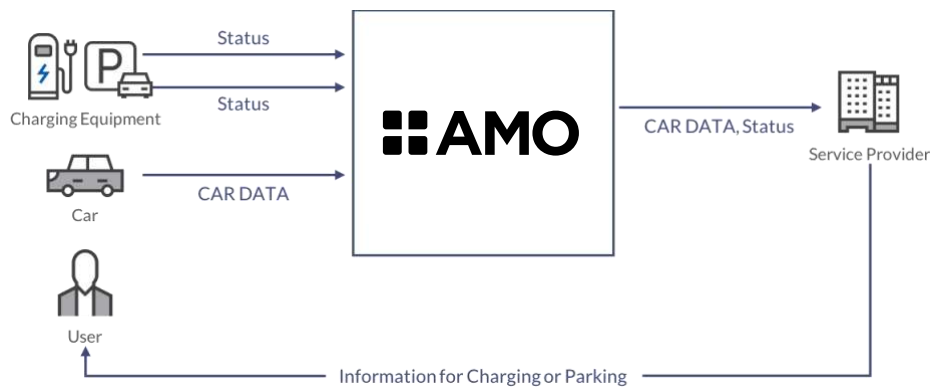 Status
P
Status
Charging Equipment
AMO
CAR DATA, Status
Service Provider
CAR DATA
Car
User
Information for Charging or Parking